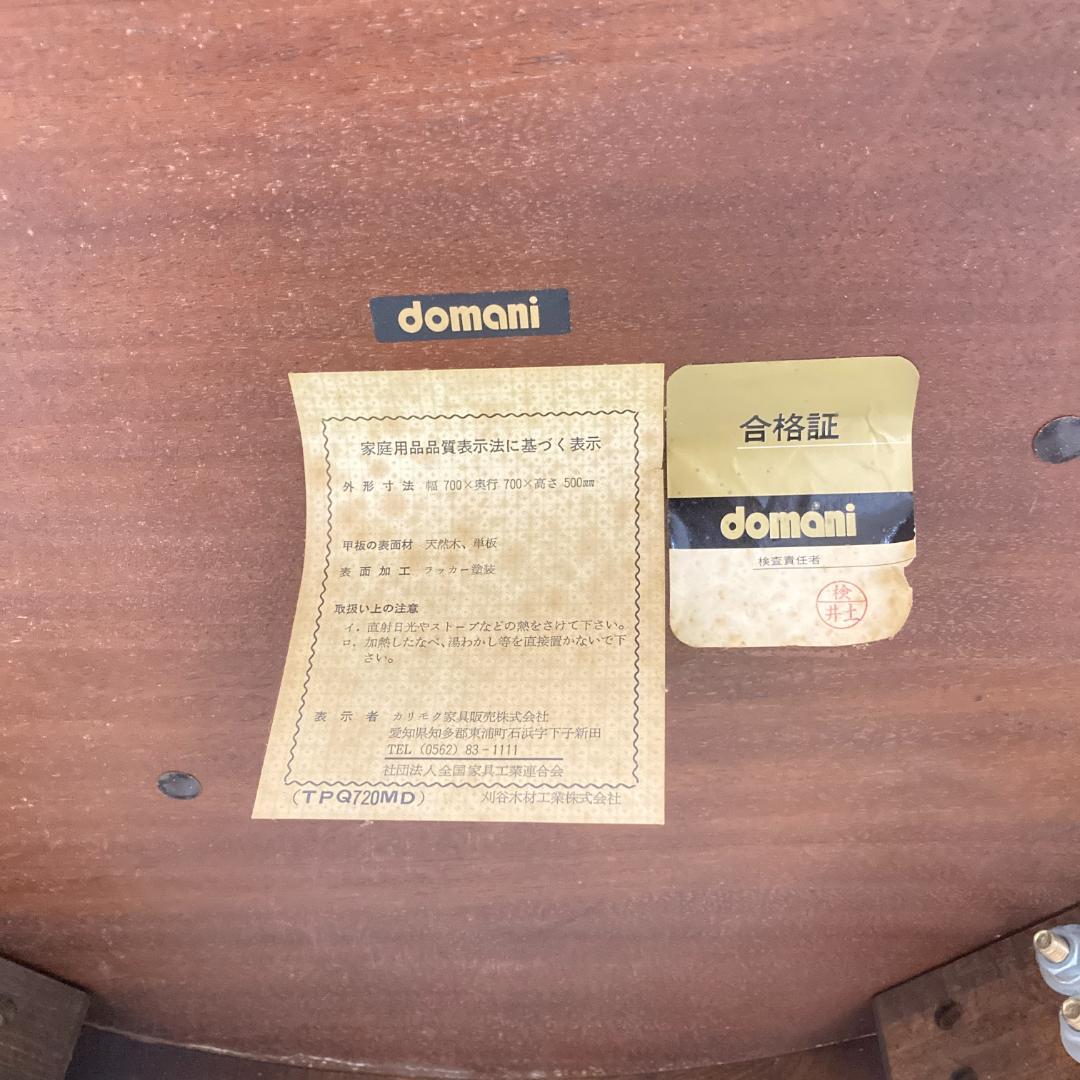 domani
家庭用品品質表示法に基づく表示
外形寸法 幅 700×奥行 700×高さ 500㎜
甲板の表面材 天然木、単板
表面加工 ラッカー塗装
取扱い上の注意
イ．直射日光やストーブなどの熱をさけて下さい。
ロ．加熱したなべ、湯わかし等を直接置かないで下
さい。
表示者 カリモク家具販売株式会社
愛知県知多郡東浦町石浜字下子新田
TEL (0562) 83-1111
社団法人全国家具工業連合会
(TPQ720MD) 刈谷木材工業株式会社
合格証
domani
検査責任者
検
井土